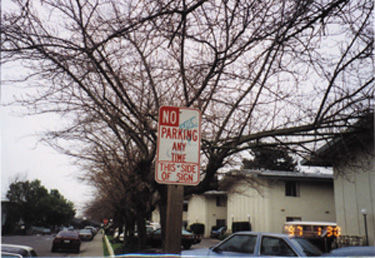 NO
PARKING
ANY
TIME
THIS SIDE
OF SIGN